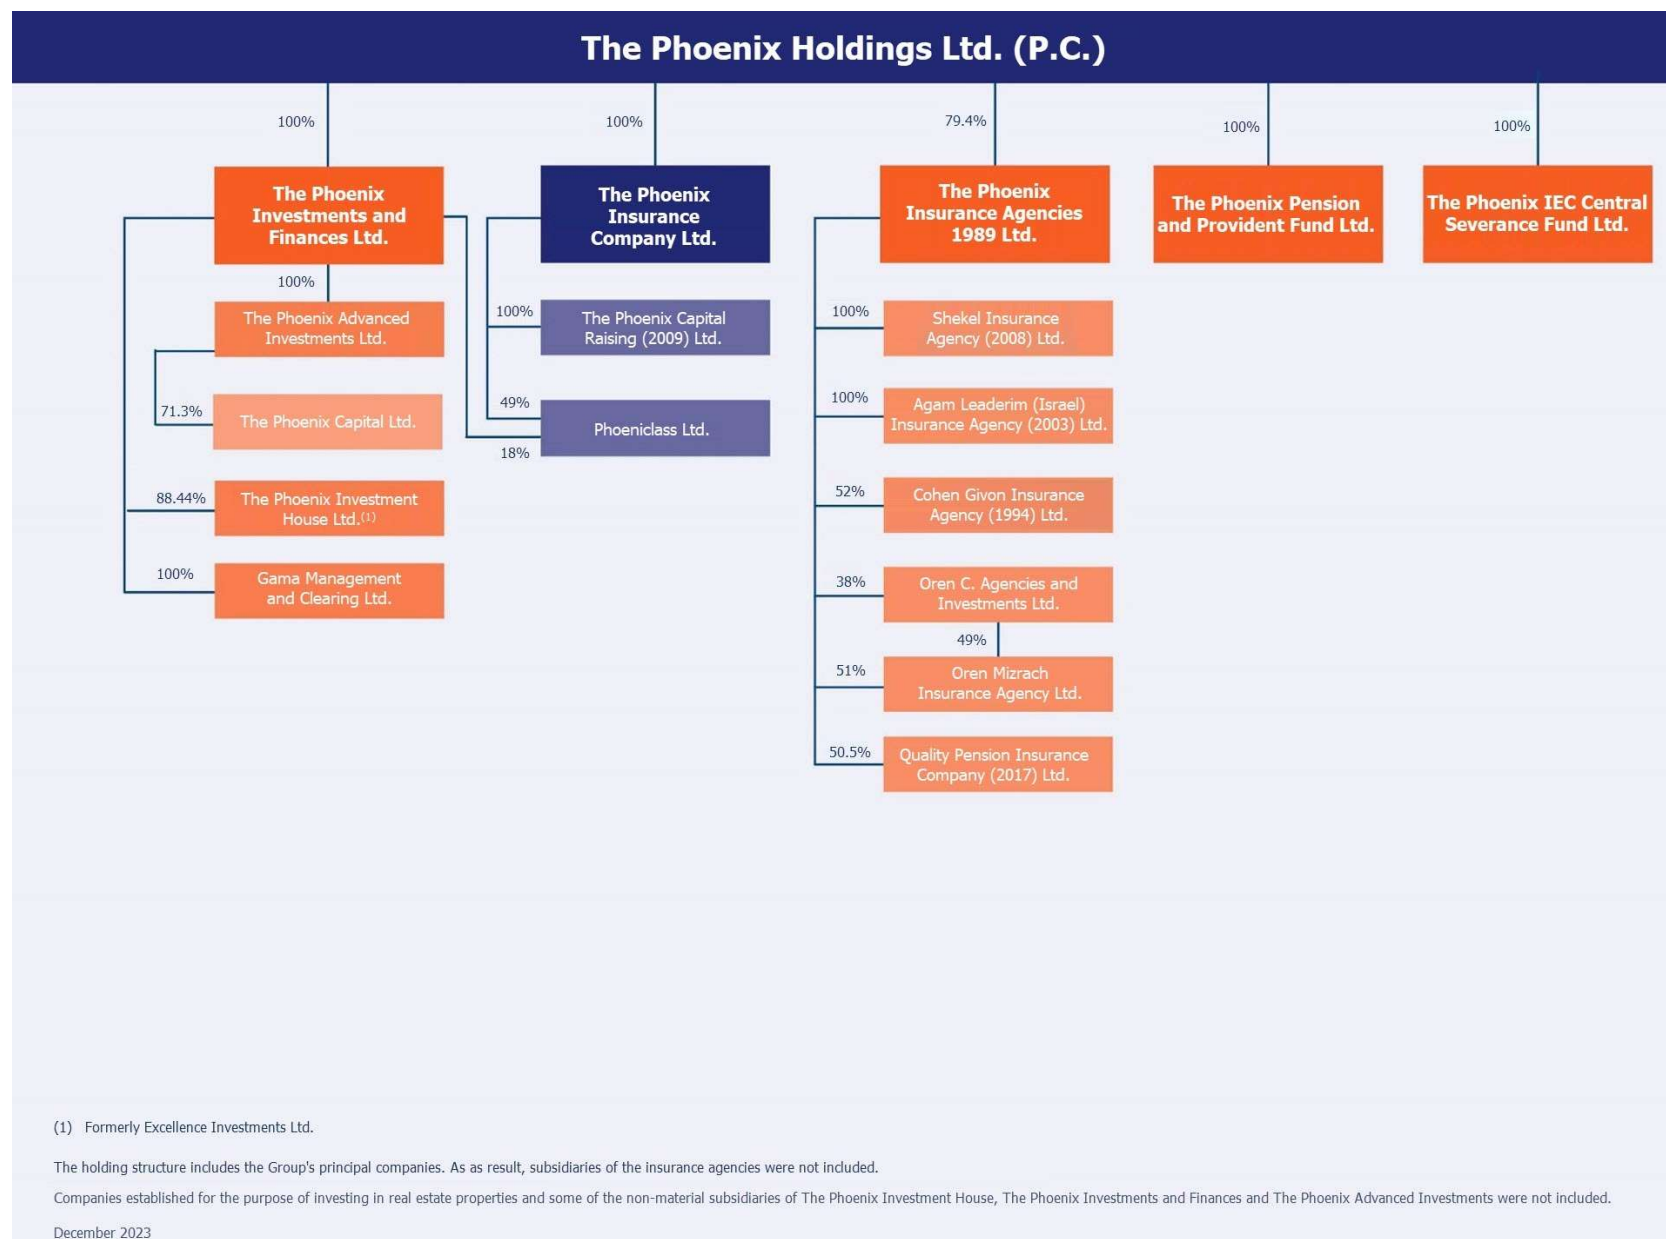 The Phoenix Holdings Ltd. (P.C.)
100%
100%
79.4%
100%
100%
The Phoenix
Investments and
Finances Ltd.
The Phoenix
Insurance
Company Ltd.
The Phoenix
Insurance Agencies
1989 Ltd.
The Phoenix Pension
and Provident Fund Ltd.
The Phoenix IEC Central
Severance Fund Ltd.
100%
The Phoenix Advanced
Investments Ltd.
71.3%
The Phoenix Capital Ltd.
88.44%
The Phoenix Investment
House Ltd.(1)
100%
Gama Management
and Clearing Ltd.
100%
The Phoenix Capital
Raising (2009) Ltd.
49%
18%
Phoeniclass Ltd.
100%
Shekel Insurance
Agency (2008) Ltd.
100%
Agam Leaderim (Israel)
Insurance Agency (2003) Ltd.
52%
Cohen Givon Insurance
Agency (1994) Ltd.
38%
Oren C. Agencies and
Investments Ltd.
49%
51%
Oren Mizrach
Insurance Agency Ltd.
50.5%
Quality Pension Insurance
Company (2017) Ltd.
(1) Formerly Excellence Investments Ltd.
The holding structure includes the Group's principal companies. As as result, subsidiaries of the insurance agencies were not included.
Companies established for the purpose of investing in real estate properties and some of the non-material subsidiaries of The Phoenix Investment House, The Phoenix Investments and Finances and The Phoenix Advanced Investments were not included.
December 2023